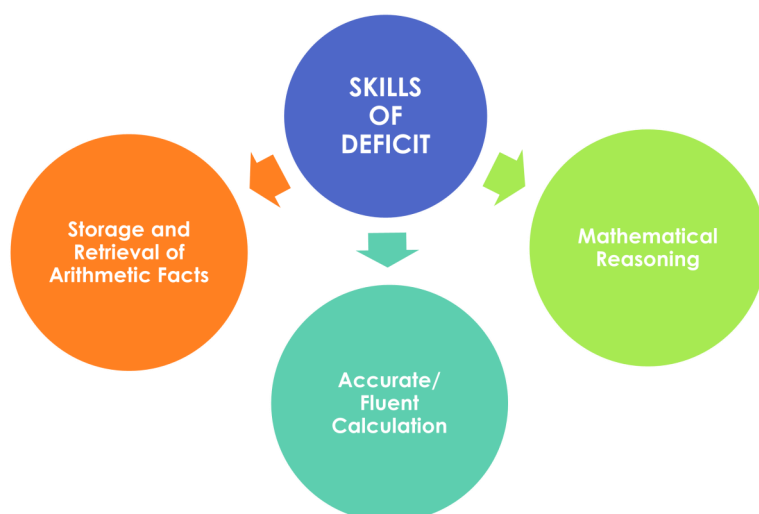 SKILLS
OF
DEFICIT
Storage and
Retrieval of
Arithmetic Facts
Mathematical
Reasoning
Accurate/
Fluent
Calculation